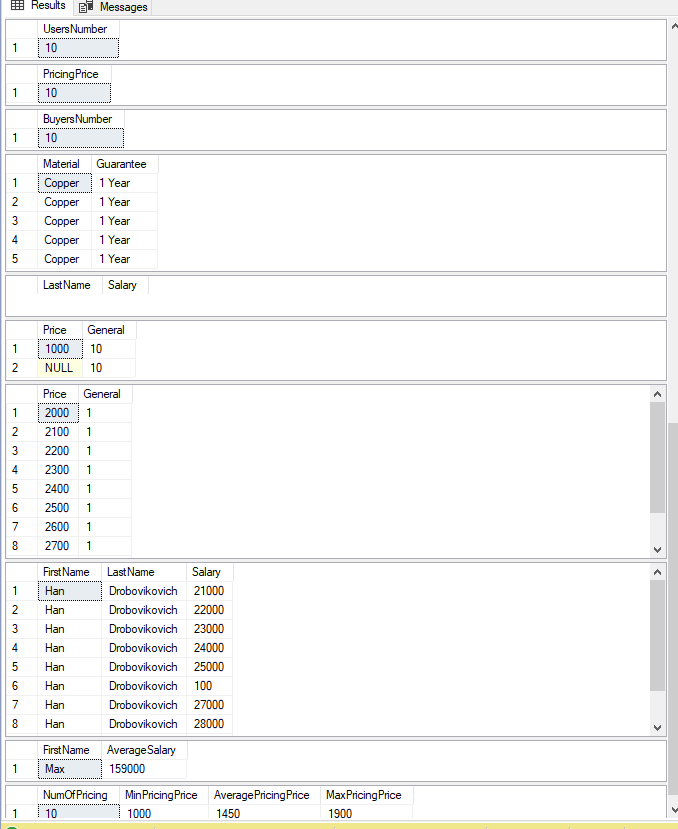 Results Messages
UsersNumber
1 10
PricingPrice
1 10
BuyersNumber
1 10
Material Guarantee
1 Copper 1 Year
2 Copper 1 Year
3 Copper 1 Year
4 Copper 1 Year
5 Copper 1 Year
LastName Salary
Price General
1 1000 10
2 NULL 10
Price General
1 2000 1
2 2100 1
3 2200 1
4 2300 1
5 2400 1
6 2500 1
7 2600 1
8 2700 1
FirstName LastName Salary
1 Han Drobovikovich 21000
2 Han Drobovikovich 22000
3 Han Drobovikovich 23000
4 Han Drobovikovich 24000
5 Han Drobovikovich 25000
6 Han Drobovikovich 100
7 Han Drobovikovich 27000
8 Han Drobovikovich 28000
FirstName AverageSalary
1 Max 159000
NumOfPricing MinPricingPrice AveragePricingPrice MaxPricingPrice
1 10 1000 1450 1900